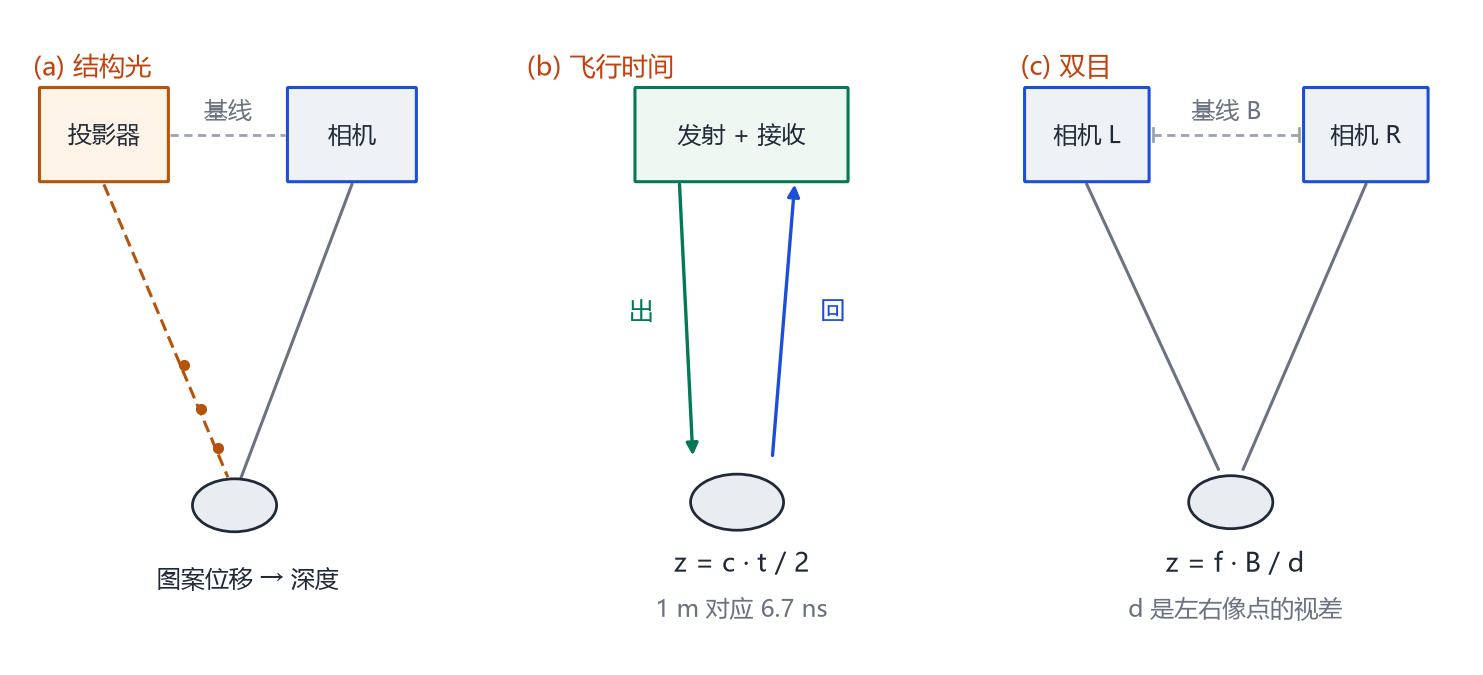 (a) 结构光
投影器
基线
相机
图案位移 → 深度
(b) 飞行时间
发射 + 接收
出
回
z = c · t / 2
1 m 对应 6.7 ns
(c) 双目
相机 L
基线 B
相机 R
z = f · B / d
d 是左右像点的视差